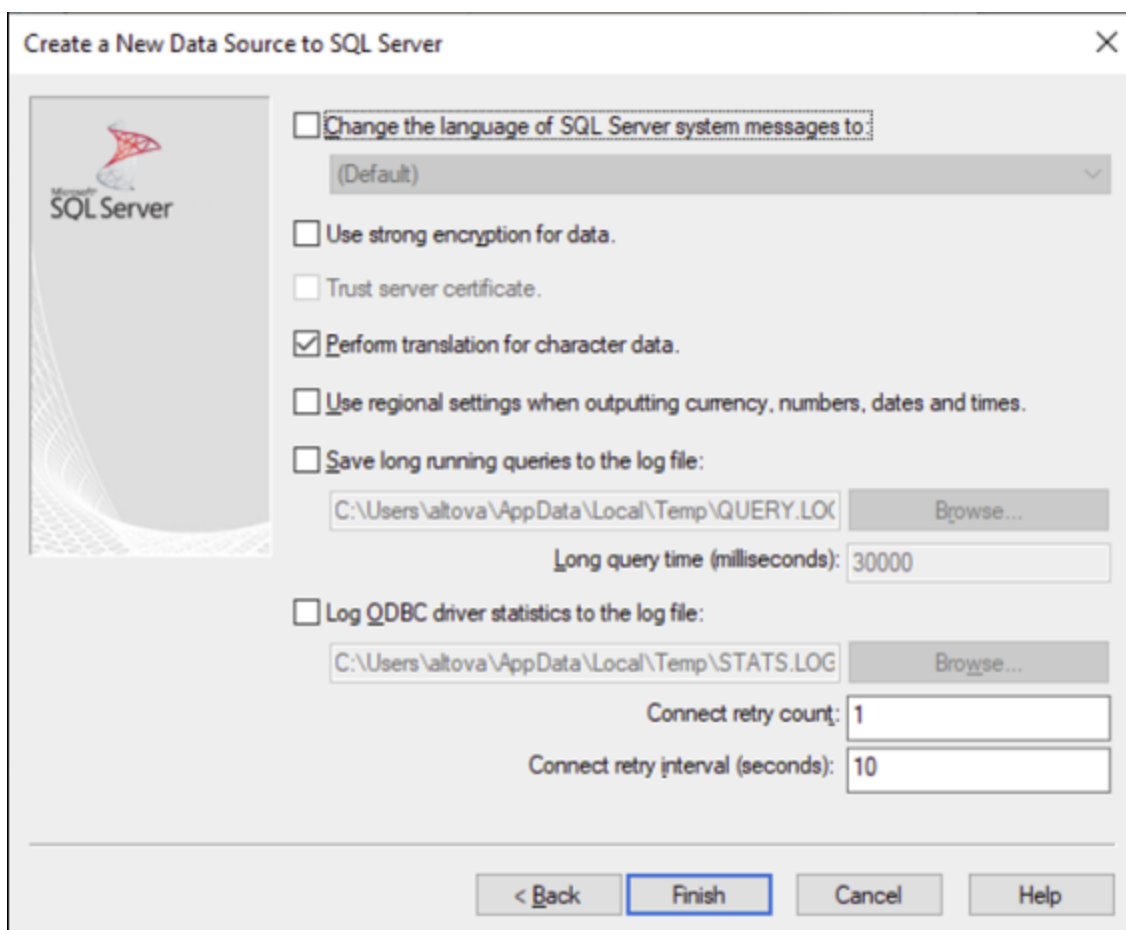 Create a New Data Source to SQL Server
Microsoft
SQL Server
Change the language of SQL Server system messages to:
(Default)
Use strong encryption for data.
Trust server certificate.
Perform translation for character data.
Use regional settings when outputting currency, numbers, dates and times.
Save long running queries to the log file:
C:\Users\altova\AppData\Local\Temp\QUERY.LOG Browse...
Long query time (milliseconds): 30000
Log ODBC driver statistics to the log file:
C:\Users\altova\AppData\Local\Temp\STATS.LOG Browse...
Connect retry count: 1
Connect retry interval (seconds): 10
< Back Finish Cancel Help